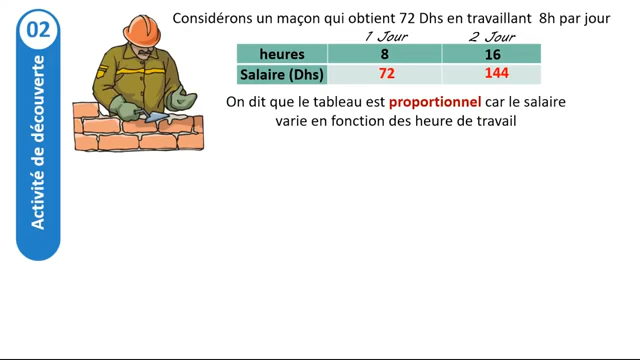 02
Activité de découverte
Considérons un maçon qui obtient 72 Dhs en travaillant 8h par jour
1 Jour 2 Jour
heures 8 16
Salaire (Dhs) 72 144
On dit que le tableau est proportionnel car le salaire
varie en fonction des heure de travail